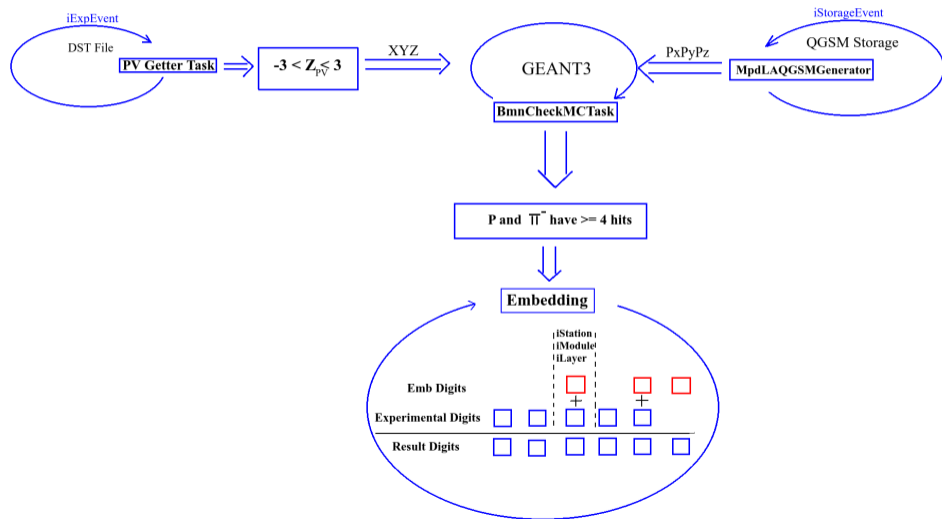 iExpEvent
DST File
PV Getter Task
-3 < Z_PV < 3
XYZ
GEANT3
BmnCheckMCTask
PxPyPz
iStorageEvent
QGSM Storage
MpdLAQGSMGenerator
P and π⁻ have >= 4 hits
Embedding
iStation
iModule
iLayer
Emb Digits
+ +
Experimental Digits
Result Digits